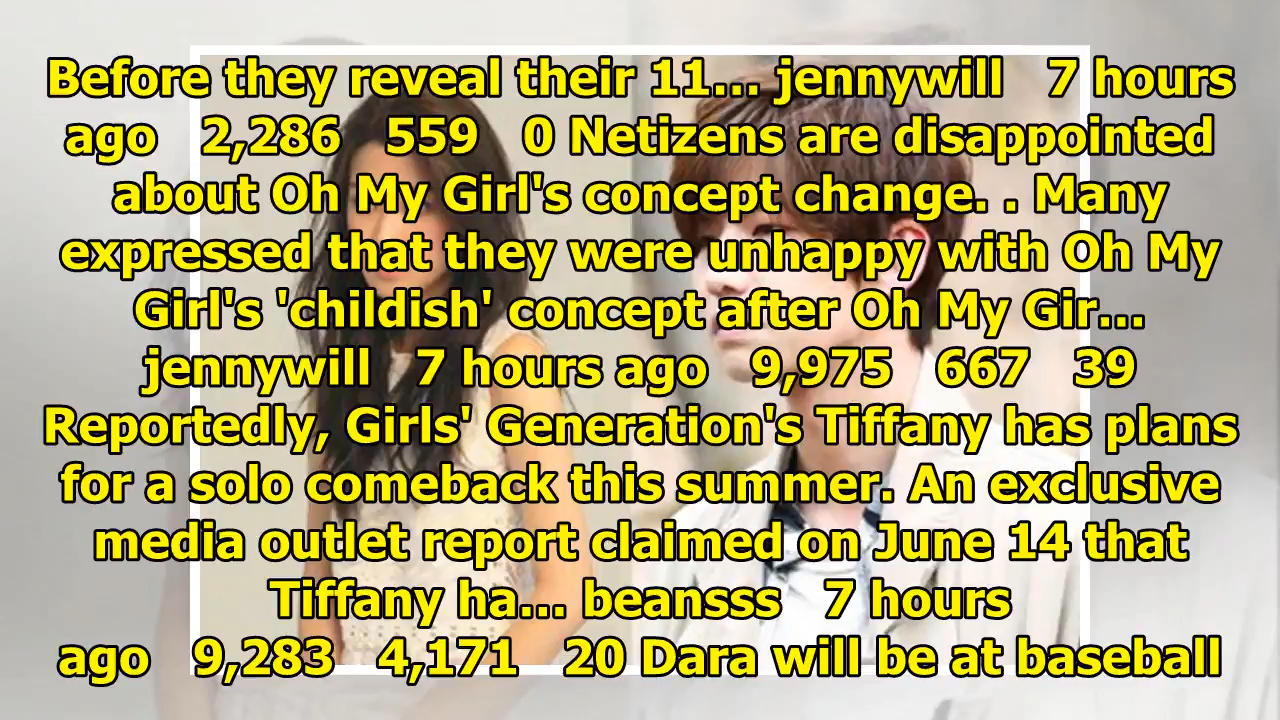 Before they reveal their 11... jennywill 7 hours
ago 2,286 559 0 Netizens are disappointed
about Oh My Girl's concept change. . Many
expressed that they were unhappy with Oh My
Girl's 'childish' concept after Oh My Gir...
jennywill 7 hours ago 9,975 667 39
Reportedly, Girls' Generation's Tiffany has plans
for a solo comeback this summer. An exclusive
media outlet report claimed on June 14 that
Tiffany ha... beansss 7 hours
ago 9,283 4,171 20 Dara will be at baseball